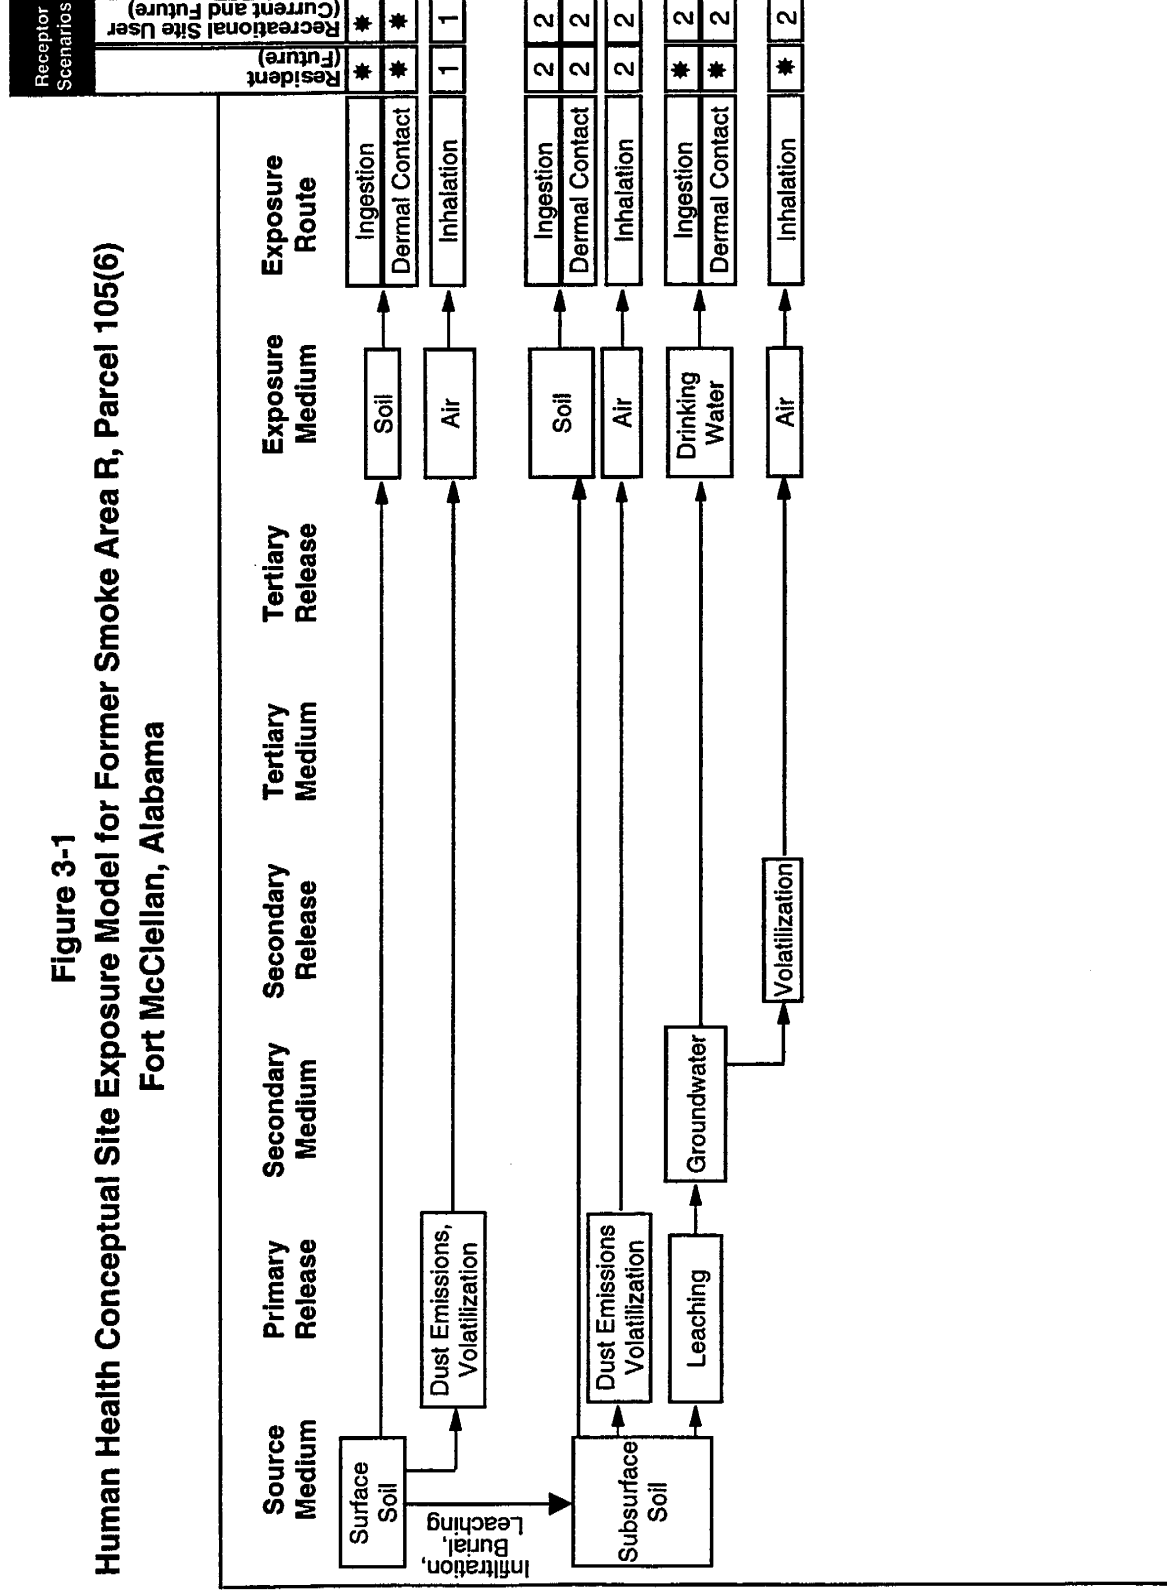 Figure 3-1
Human Health Conceptual Site Exposure Model for Former Smoke Area R, Parcel 105(6)
Fort McClellan, Alabama
Receptor
Scenarios
Resident
(Future)
Recreational Site User
(Current and Future)
Source
Medium
Primary
Release
Secondary
Medium
Secondary
Release
Tertiary
Medium
Tertiary
Release
Exposure
Medium
Exposure
Route
Surface
Soil
Soil
Ingestion
* *
Dermal Contact
* *
Dust Emissions,
Volatilization
Air
Inhalation
1 1
Infiltration,
Burial,
Leaching
Subsurface
Soil
Soil
Ingestion
2 2
Dermal Contact
2 2
Dust Emissions
Volatilization
Air
Inhalation
2 2
Leaching
Groundwater
Drinking
Water
Ingestion
* 2
Dermal Contact
* 2
Volatilization
Air
Inhalation
* 2